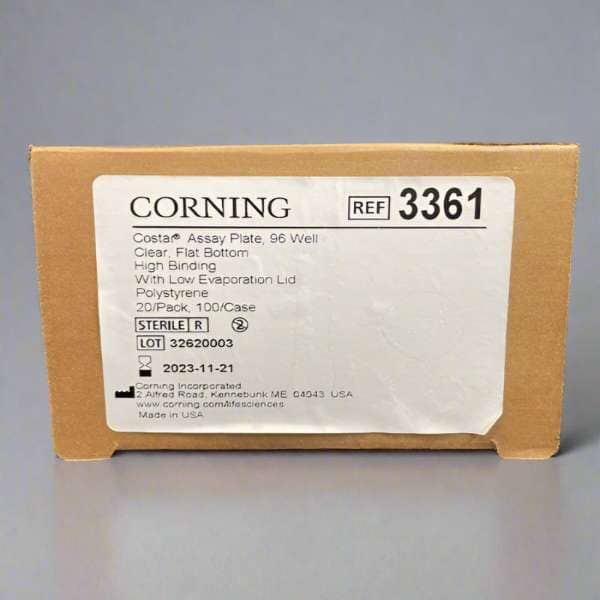 CORNING REF 3361
Costar® Assay Plate, 96 Well
Clear, Flat Bottom
High Binding
With Low Evaporation Lid
Polystyrene
20/Pack, 100/Case
STERILE R 2
LOT 32620003
2023-11-21
Corning Incorporated
2 Alfred Road, Kennebunk ME 04043 USA
www.corning.com/lifesciences
Made in USA